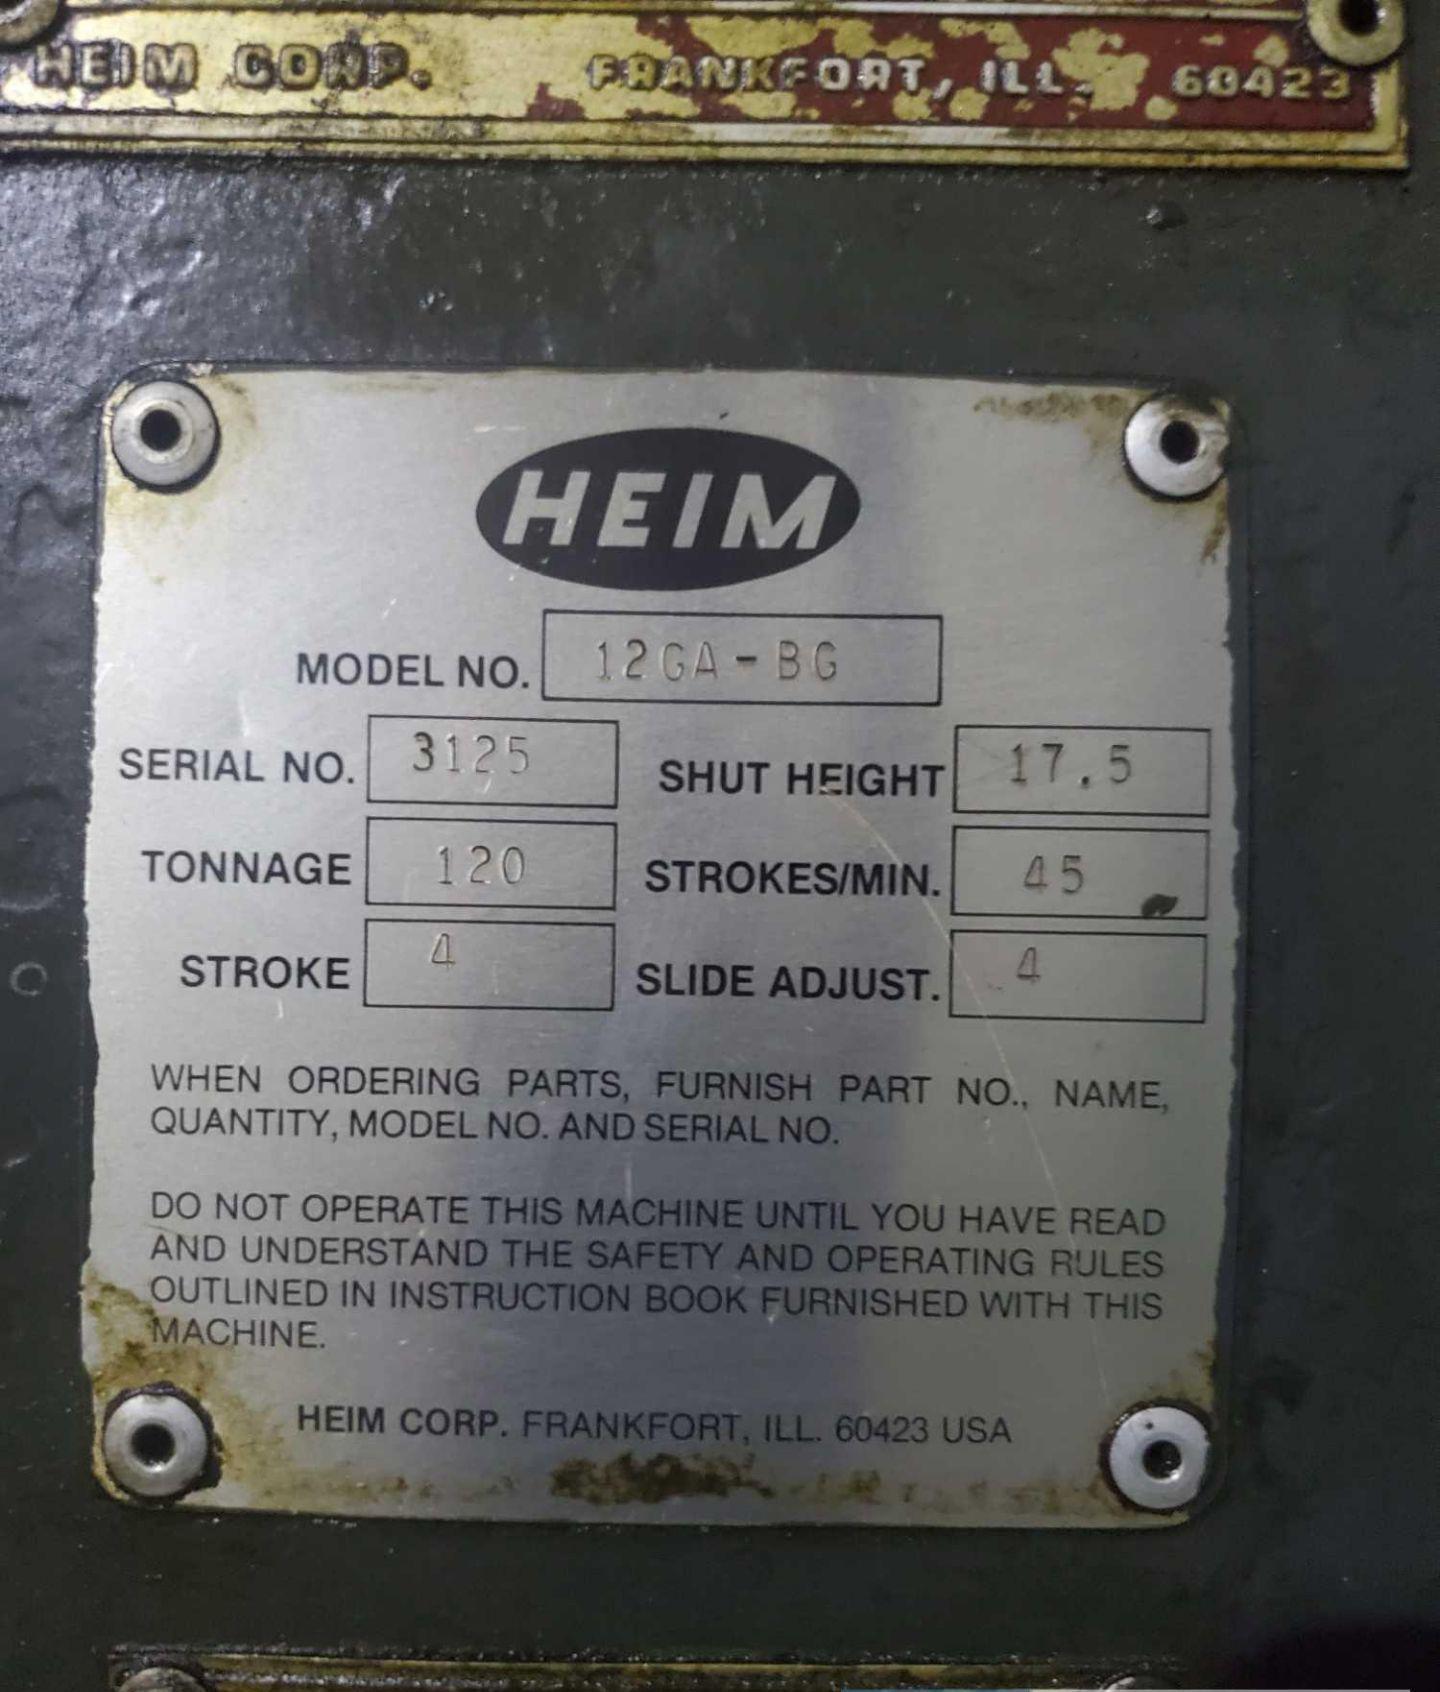 HEIM CORP. FRANKFORT, ILL. 60423
HEIM
MODEL NO. 12GA-BG
SERIAL NO. 3125 SHUT HEIGHT 17.5
TONNAGE 120 STROKES/MIN. 45
STROKE 4 SLIDE ADJUST. 4
WHEN ORDERING PARTS, FURNISH PART NO., NAME,
QUANTITY, MODEL NO. AND SERIAL NO.
DO NOT OPERATE THIS MACHINE UNTIL YOU HAVE READ
AND UNDERSTAND THE SAFETY AND OPERATING RULES
OUTLINED IN INSTRUCTION BOOK FURNISHED WITH THIS
MACHINE.
HEIM CORP. FRANKFORT, ILL. 60423 USA